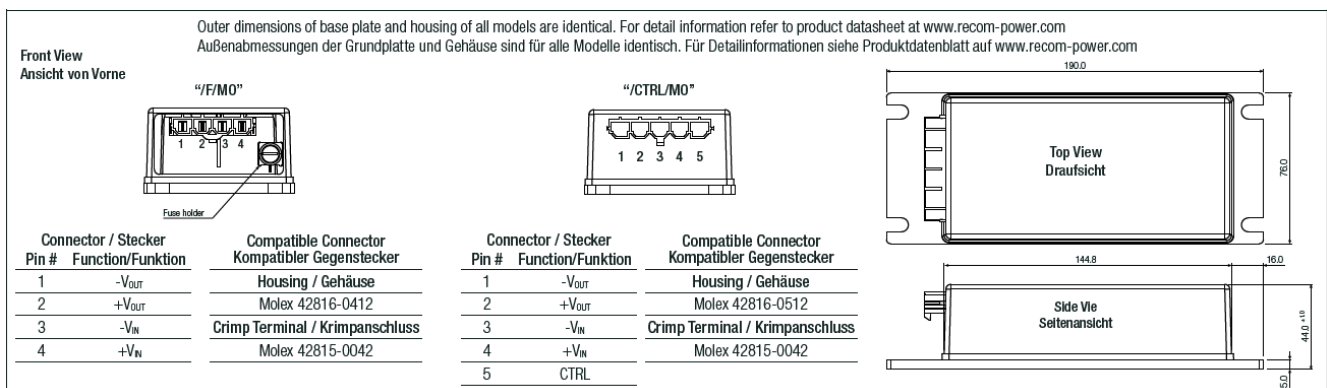 Outer dimensions of base plate and housing of all models are identical. For detail information refer to product datasheet at www.recom-power.com
Außenabmessungen der Grundplatte und Gehäuse sind für alle Modelle identisch. Für Detailinformationen siehe Produktdatenblatt auf www.recom-power.com
Front View
Ansicht von Vorne
“/F/M0”
1 2 3 4
Fuse holder
Connector / Stecker Compatible Connector
Pin # Function/Funktion Kompatibler Gegenstecker
1 -VOUT Housing / Gehäuse
2 +VOUT Molex 42816-0412
3 -VIN Crimp Terminal / Krimpanschluss
4 +VIN Molex 42815-0042
“/CTRL/M0”
1 2 3 4 5
Connector / Stecker Compatible Connector
Pin # Function/Funktion Kompatibler Gegenstecker
1 -VOUT Housing / Gehäuse
2 +VOUT Molex 42816-0512
3 -VIN Crimp Terminal / Krimpanschluss
4 +VIN Molex 42815-0042
5 CTRL
190.0
Top View
Draufsicht
76.0
144.8 16.0
Side Vie
Seitenansicht
44.0 +1.0
5.0